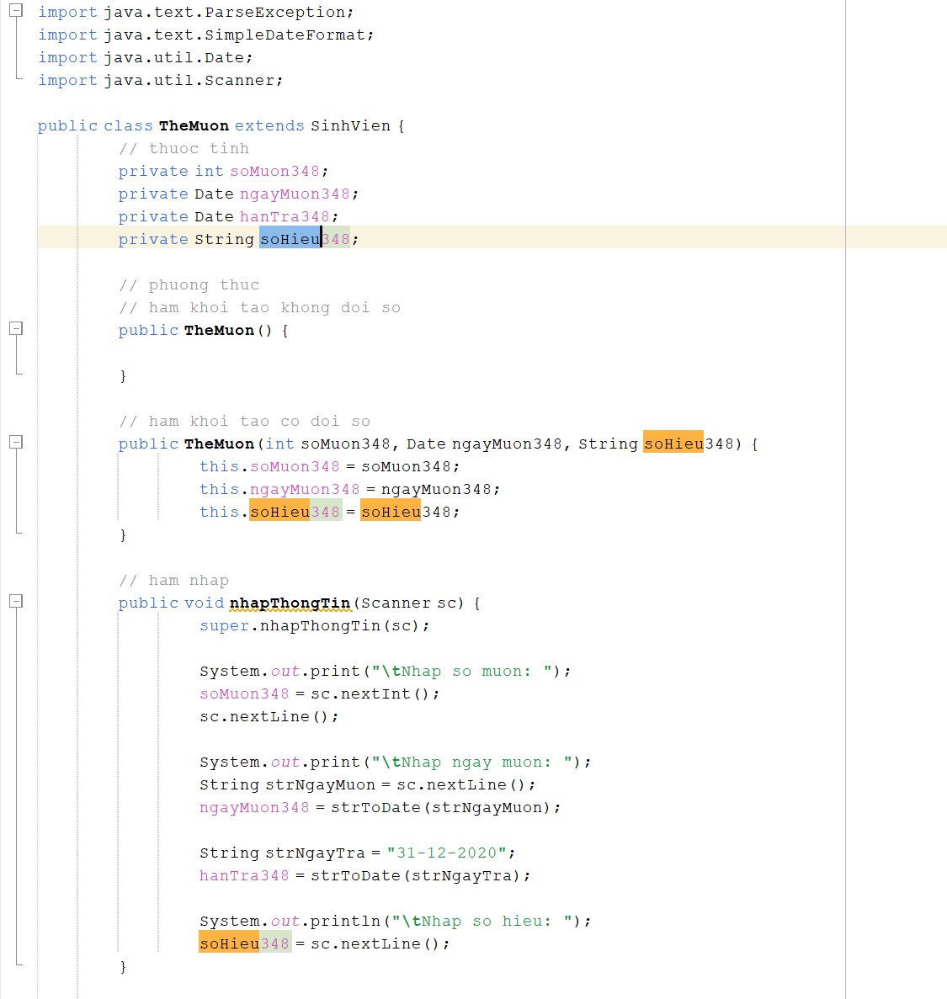 import java.text.ParseException;
import java.text.SimpleDateFormat;
import java.util.Date;
import java.util.Scanner;
public class TheMuon extends SinhVien {
// thuoc tinh
private int soMuon348;
private Date ngayMuon348;
private Date hanTra348;
private String soHieu348;
// phuong thuc
// ham khoi tao khong doi so
public TheMuon() {
}
// ham khoi tao co doi so
public TheMuon(int soMuon348, Date ngayMuon348, String soHieu348) {
this.soMuon348 = soMuon348;
this.ngayMuon348 = ngayMuon348;
this.soHieu348 = soHieu348;
}
// ham nhap
public void nhapThongTin(Scanner sc) {
super.nhapThongTin(sc);
System.out.print("\tNhap so muon: ");
soMuon348 = sc.nextInt();
sc.nextLine();
System.out.print("\tNhap ngay muon: ");
String strNgayMuon = sc.nextLine();
ngayMuon348 = strToDate(strNgayMuon);
String strNgayTra = "31-12-2020";
hanTra348 = strToDate(strNgayTra);
System.out.println("\tNhap so hieu: ");
soHieu348 = sc.nextLine();
}